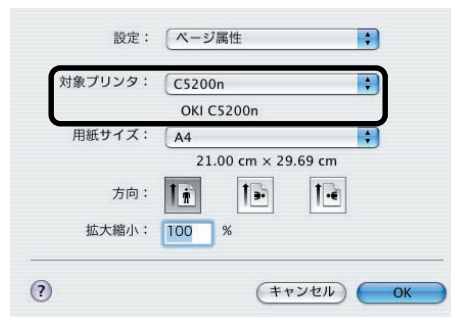 設定： ページ属性
対象プリンタ： C5200n
OKI C5200n
用紙サイズ： A4
21.00 cm × 29.69 cm
方向：
拡大縮小： 100 %
? キャンセル OK